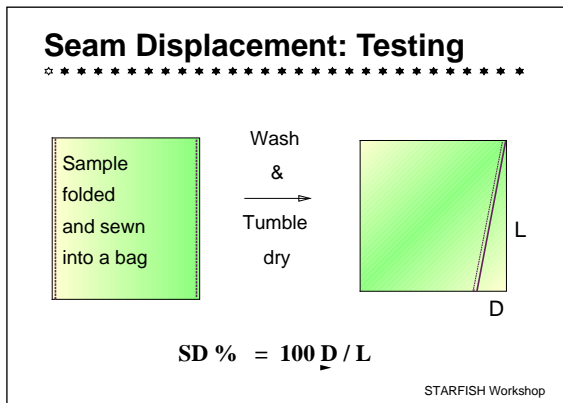 Seam Displacement: Testing
Sample
folded
and sewn
into a bag
Wash
&
Tumble
dry
L
D
SD % = 100 D / L
STARFISH Workshop